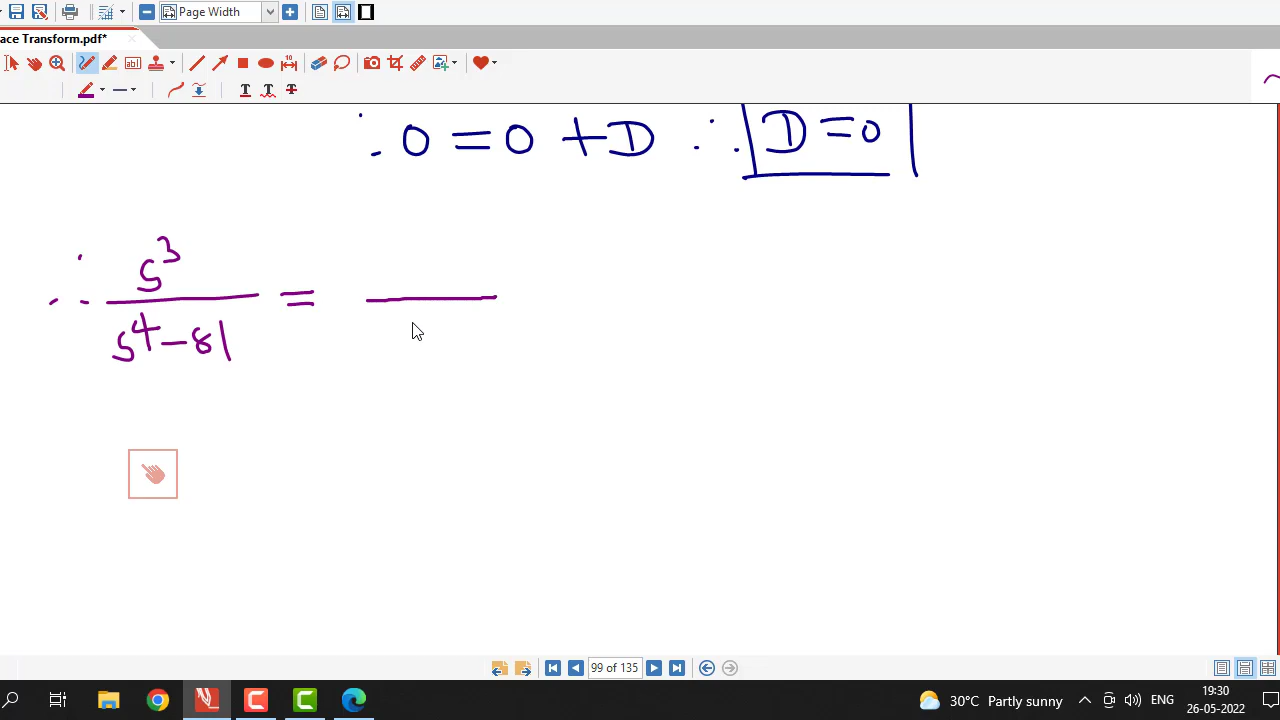 Page Width
ace Transform.pdf*
∴ 0 = 0 + D ∴ D = 0
∴ s³/(s⁴ − 81) =
99 of 135
30°C Partly sunny
ENG
19:30
26-05-2022